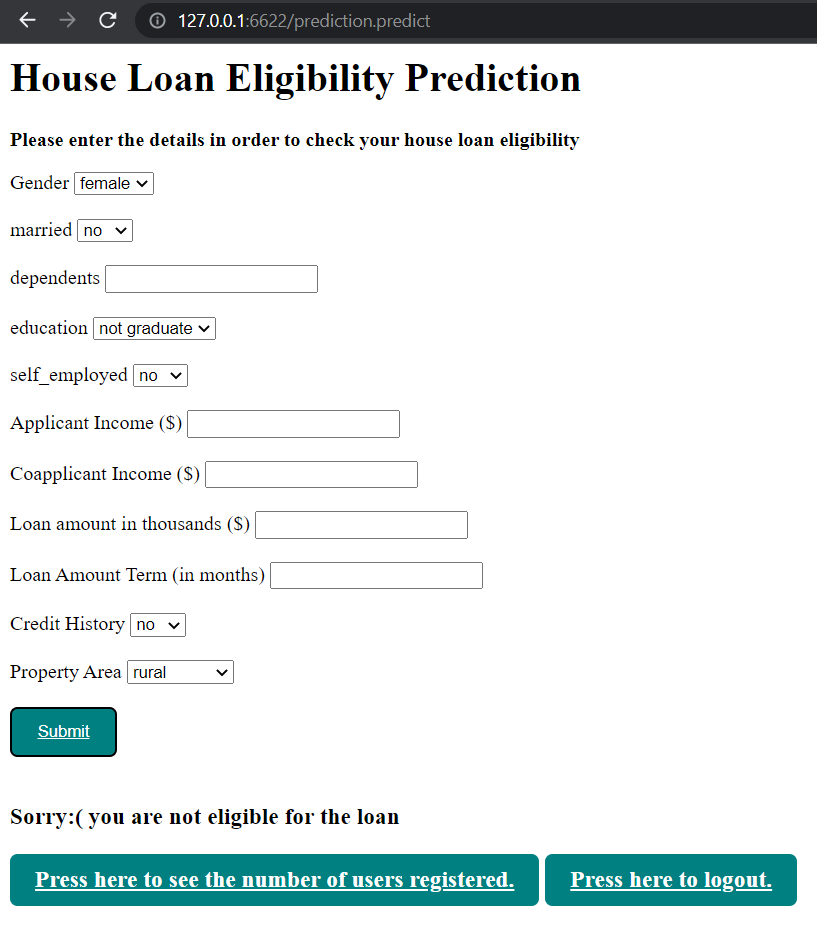 127.0.0.1:6622/prediction.predict
House Loan Eligibility Prediction
Please enter the details in order to check your house loan eligibility
Gender female
married no
dependents
education not graduate
self_employed no
Applicant Income ($)
Coapplicant Income ($)
Loan amount in thousands ($)
Loan Amount Term (in months)
Credit History no
Property Area rural
Submit
Sorry:( you are not eligible for the loan
Press here to see the number of users registered. Press here to logout.